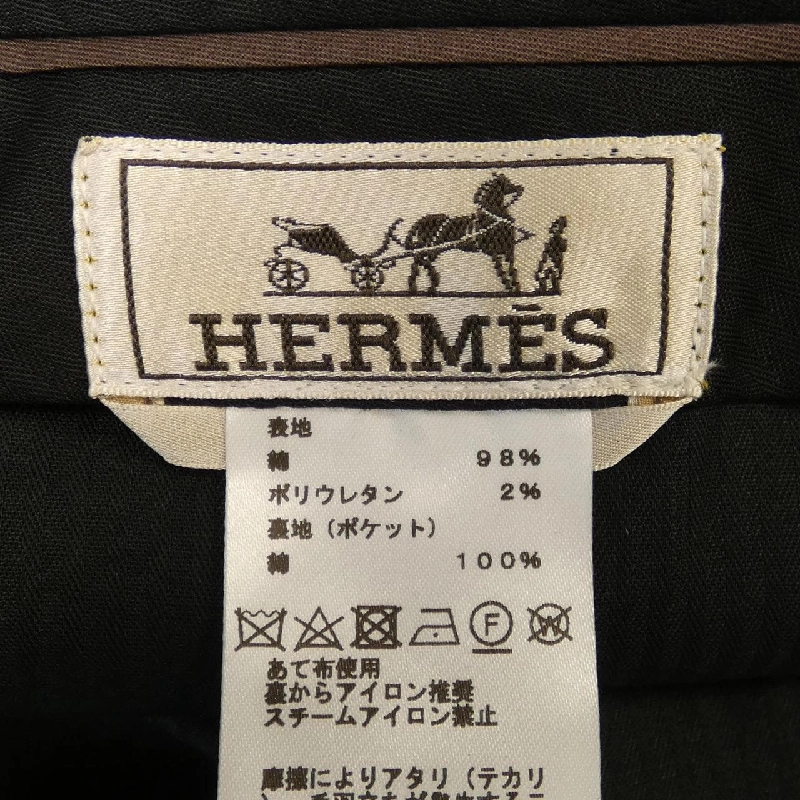 HERMÈS
表地
綿 98%
ポリウレタン 2%
裏地（ポケット）
綿 100%
F W
あて布使用
裏からアイロン推奨
スチームアイロン禁止
摩擦によりアタリ（テカリ